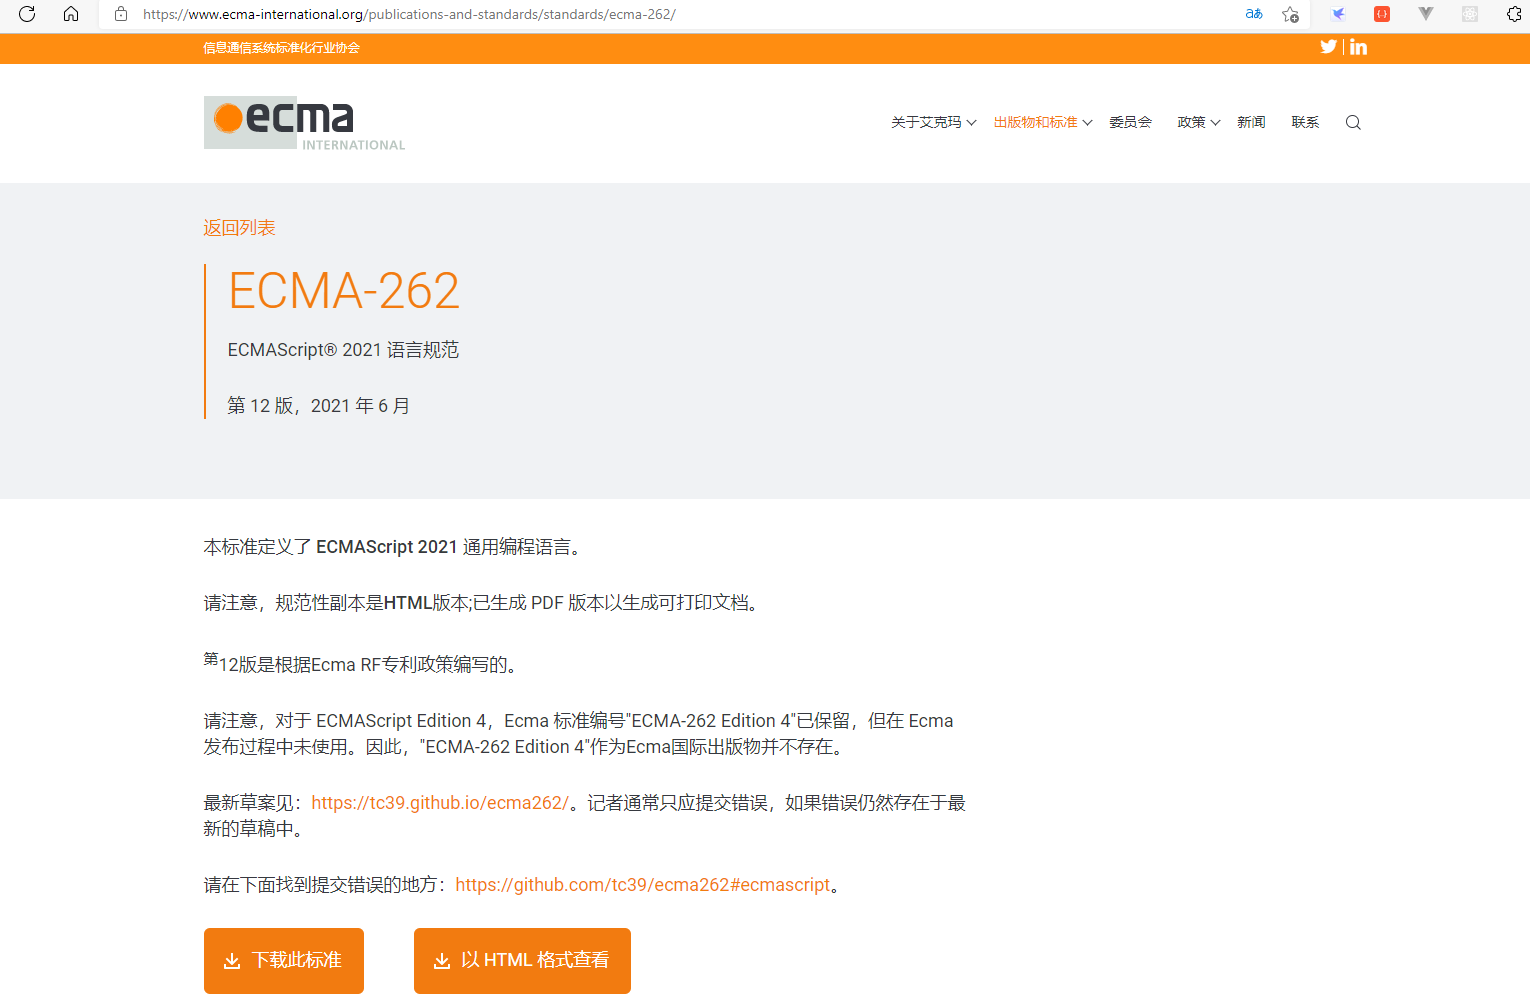 https://www.ecma-international.org/publications-and-standards/standards/ecma-262/
aあ
信息通信系统标准化行业协会
ecma
INTERNATIONAL
关于艾克玛 出版物和标准 委员会 政策 新闻 联系
返回列表
ECMA-262
ECMAScript® 2021 语言规范
第 12 版，2021 年 6 月
本标准定义了 ECMAScript 2021 通用编程语言。
请注意，规范性副本是HTML版本;已生成 PDF 版本以生成可打印文档。
第12版是根据Ecma RF专利政策编写的。
请注意，对于 ECMAScript Edition 4，Ecma 标准编号"ECMA-262 Edition 4"已保留，但在 Ecma
发布过程中未使用。因此，"ECMA-262 Edition 4"作为Ecma国际出版物并不存在。
最新草案见：https://tc39.github.io/ecma262/。记者通常只应提交错误，如果错误仍然存在于最
新的草稿中。
请在下面找到提交错误的地方：https://github.com/tc39/ecma262#ecmascript。
下载此标准 以 HTML 格式查看